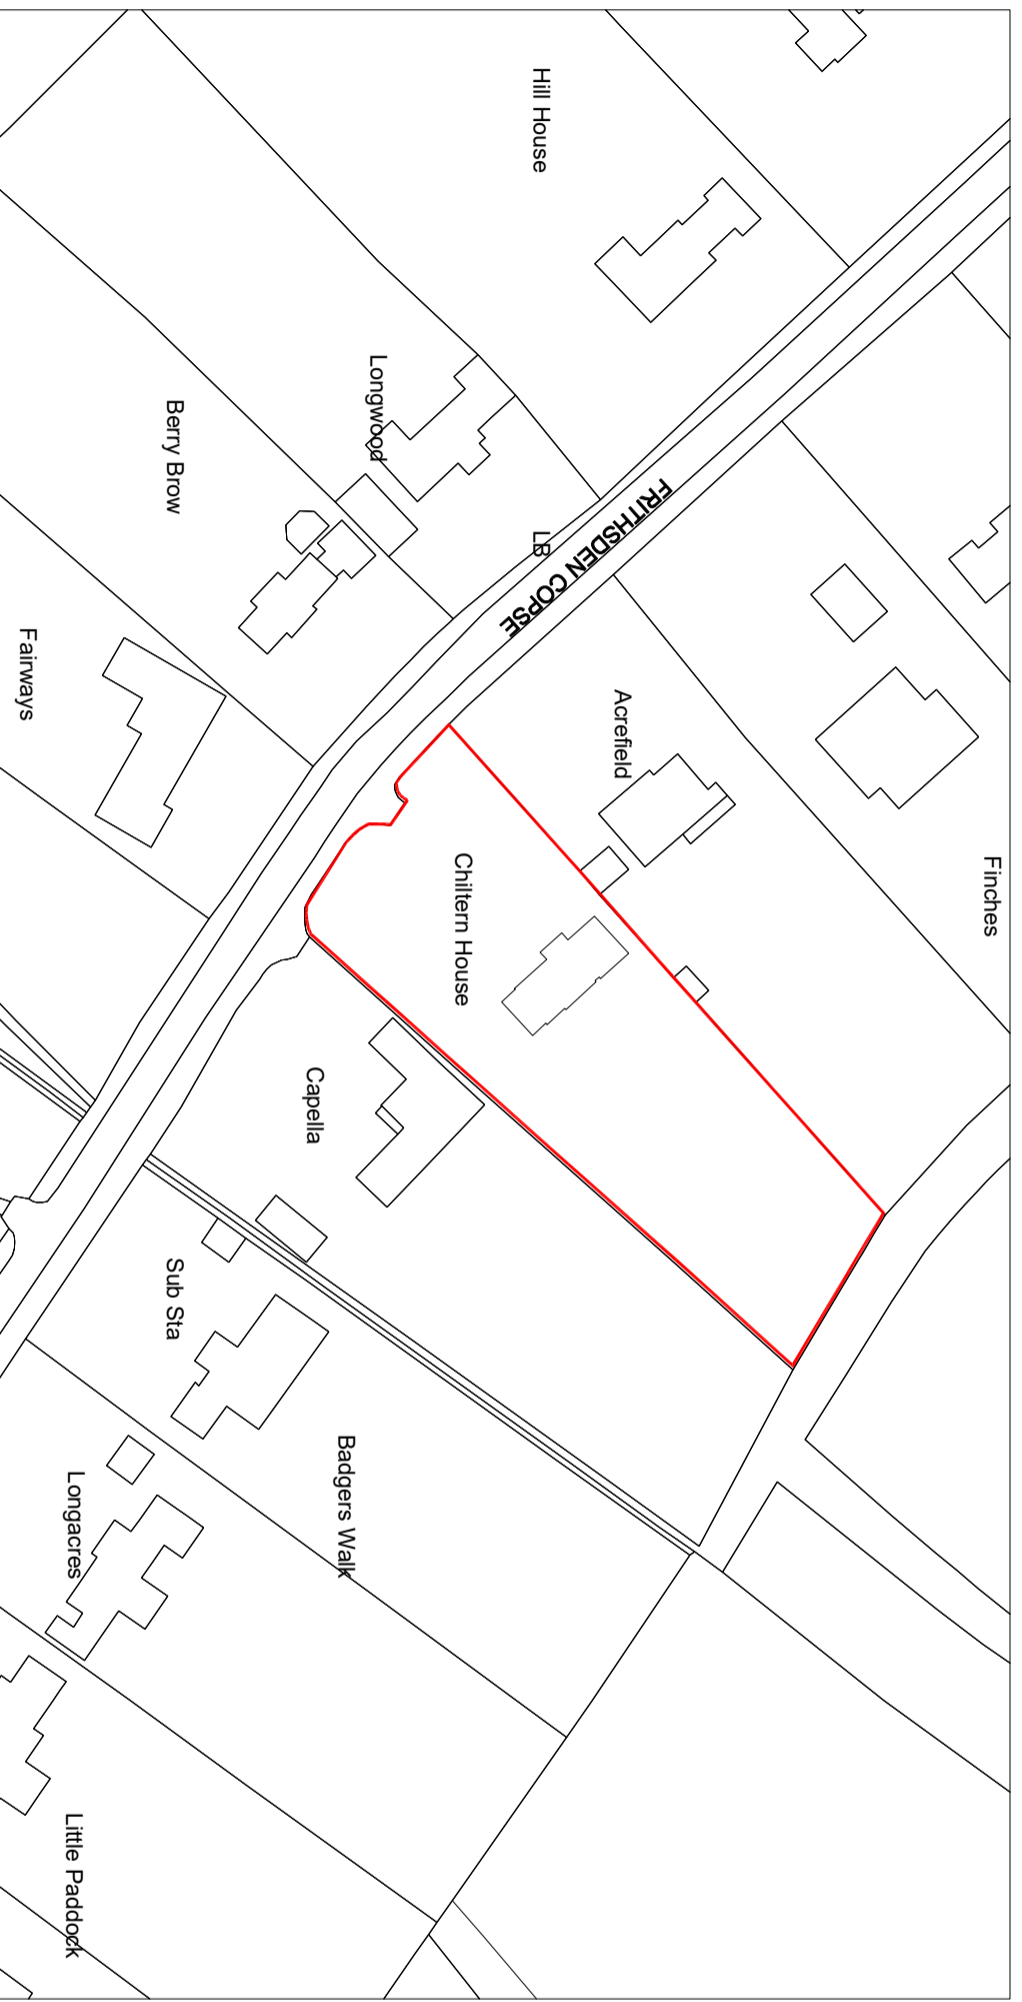 Hill House
Longwood
Berry Brow
LB
FRITHSDEN COPSE
Fairways
Acrefield
Finches
Chiltern House
Capella
Sub Sta
Badgers Walk
Longacres
Little Paddock